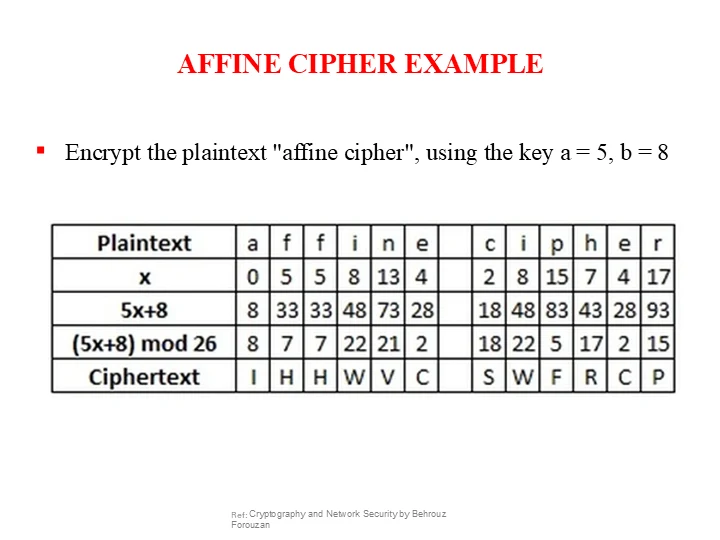 AFFINE CIPHER EXAMPLE
▪ Encrypt the plaintext "affine cipher", using the key a = 5, b = 8
Plaintext a f f i n e c i p h e r
x 0 5 5 8 13 4 2 8 15 7 4 17
5x+8 8 33 33 48 73 28 18 48 83 43 28 93
(5x+8) mod 26 8 7 7 22 21 2 18 22 5 17 2 15
Ciphertext I H H W V C S W F R C P
Ref: Cryptography and Network Security by Behrouz
Forouzan